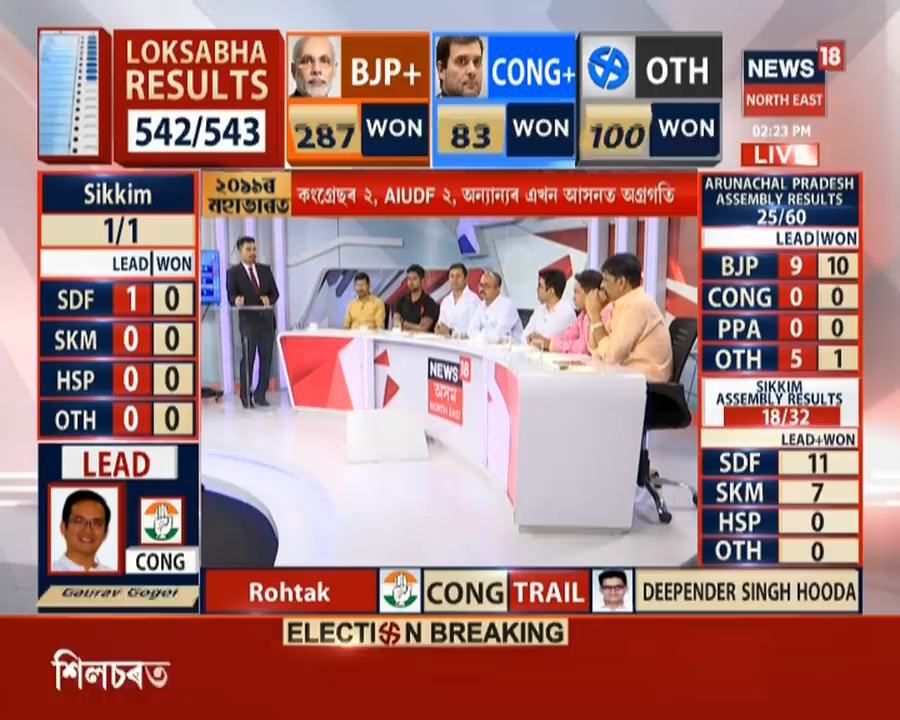 LOKSABHA
RESULTS
542/543
BJP+
287 WON
CONG+
83 WON
OTH
100 WON
NEWS 18
NORTH EAST
02:23 PM
LIVE
Sikkim
1/1
LEAD WON
SDF 1 0
SKM 0 0
HSP 0 0
OTH 0 0
LEAD
CONG
Gaurav Gogoi
২০১৯ৰ
মহাভাৰত
কংগ্ৰেছৰ ২, AIUDF ২, অন্যান্যৰ এখন আসনত অগ্ৰগতি
NEWS 18
অসম
NORTH EAST
ARUNACHAL PRADESH
ASSEMBLY RESULTS
25/60
LEAD WON
BJP 9 10
CONG 0 0
PPA 0 0
OTH 5 1
SIKKIM
ASSEMBLY RESULTS
18/32
LEAD+WON
SDF 11
SKM 7
HSP 0
OTH 0
Rohtak CONG TRAIL DEEPENDER SINGH HOODA
ELECTION BREAKING
শিলচৰত